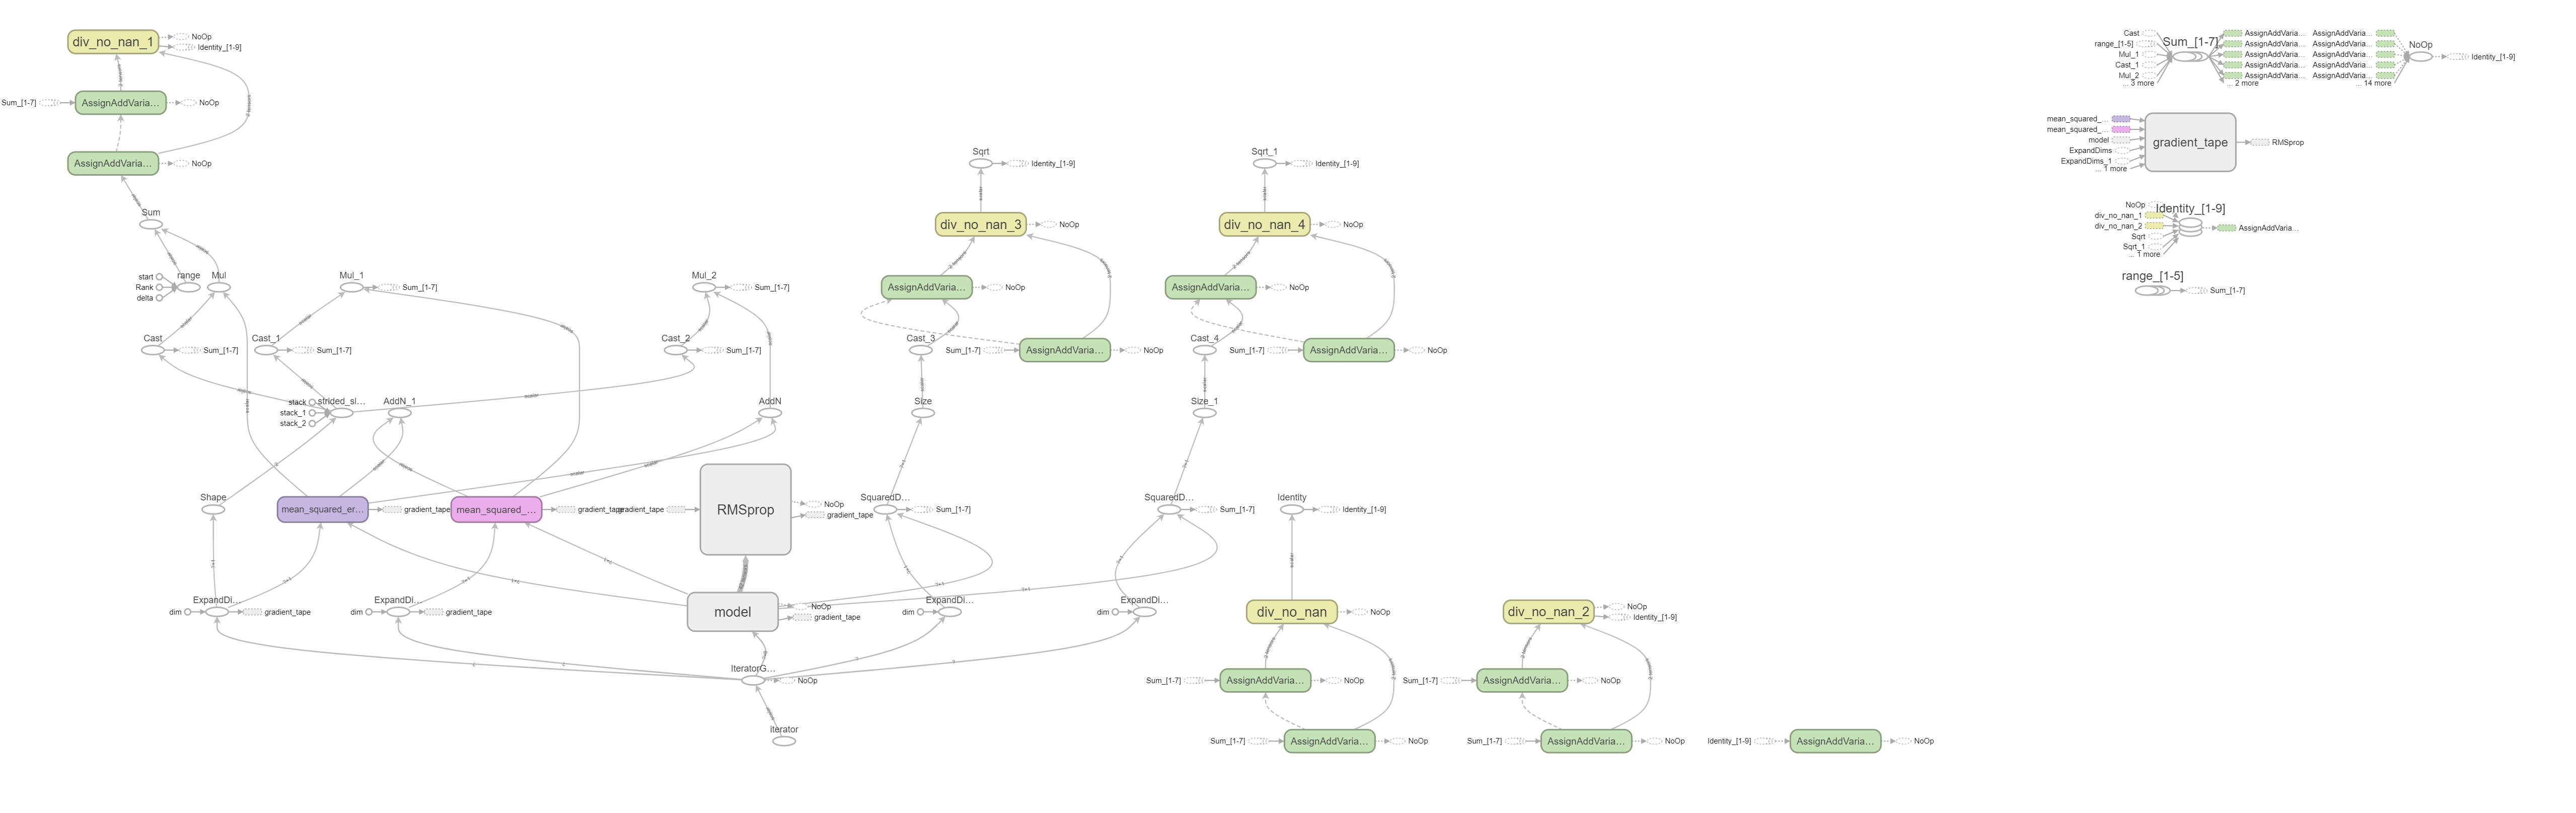 div_no_nan_1
NoOp
Identity_[1-9]
Sum_[1-7]
AssignAddVaria…
NoOp
AssignAddVaria…
NoOp
Sum
start
Rank
delta
range
Mul
Mul_1
Sum_[1-7]
Mul_2
Sum_[1-7]
Cast
Sum_[1-7]
Cast_1
Sum_[1-7]
Cast_2
Sum_[1-7]
stack
stack_1
stack_2
strided_sl…
AddN_1
AddN
Shape
mean_squared_er…
gradient_tape
mean_squared_…
gradient_tape
gradient_tape
RMSprop
NoOp
gradient_tape
dim
ExpandDi…
gradient_tape
dim
ExpandDi…
gradient_tape
model
NoOp
gradient_tape
IteratorG…
NoOp
iterator
Sqrt
Identity_[1-9]
div_no_nan_3
NoOp
AssignAddVaria…
NoOp
Cast_3
Sum_[1-7]
AssignAddVaria…
NoOp
Size
SquaredD…
Sum_[1-7]
dim
ExpandDi…
Sqrt_1
Identity_[1-9]
div_no_nan_4
NoOp
AssignAddVaria…
NoOp
Cast_4
Sum_[1-7]
AssignAddVaria…
NoOp
Size_1
SquaredD…
Sum_[1-7]
dim
ExpandDi…
Identity
Identity_[1-9]
div_no_nan
NoOp
Sum_[1-7]
AssignAddVaria…
NoOp
Sum_[1-7]
AssignAddVaria…
NoOp
div_no_nan_2
NoOp
Identity_[1-9]
Sum_[1-7]
AssignAddVaria…
NoOp
Sum_[1-7]
AssignAddVaria…
NoOp
Identity_[1-9]
AssignAddVaria…
NoOp
Cast
range_[1-5]
Mul_1
Cast_1
Mul_2
... 3 more
Sum_[1-7]
AssignAddVaria…
AssignAddVaria…
AssignAddVaria…
AssignAddVaria…
AssignAddVaria…
... 2 more
AssignAddVaria…
AssignAddVaria…
AssignAddVaria…
AssignAddVaria…
AssignAddVaria…
... 14 more
NoOp
Identity_[1-9]
mean_squared_…
mean_squared_…
model
ExpandDims
ExpandDims_1
... 1 more
gradient_tape
RMSprop
NoOp
div_no_nan_1
div_no_nan_2
Sqrt
Sqrt_1
... 1 more
Identity_[1-9]
AssignAddVaria…
range_[1-5]
Sum_[1-7]